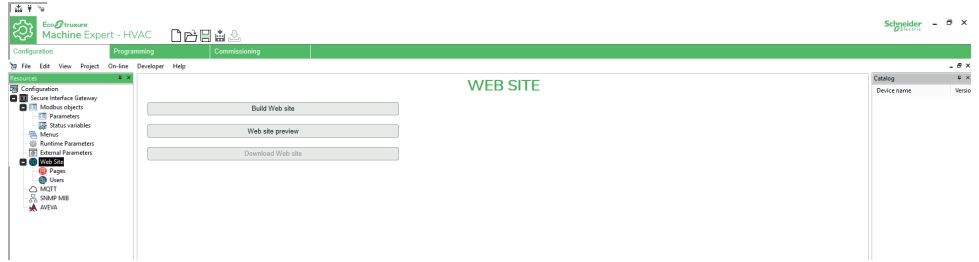 EcoStruxure
Machine Expert - HVAC
Schneider
Electric
Configuration Programming Commissioning
File Edit View Project On-line Developer Help
Resources
Configuration
Secure Interface Gateway
Modbus objects
Parameters
Status variables
Menus
Runtime Parameters
External Parameters
Web Site
Pages
Users
MQTT
SNMP MIB
AVEVA
WEB SITE
Build Web site
Web site preview
Download Web site
Catalog
Device name Versio